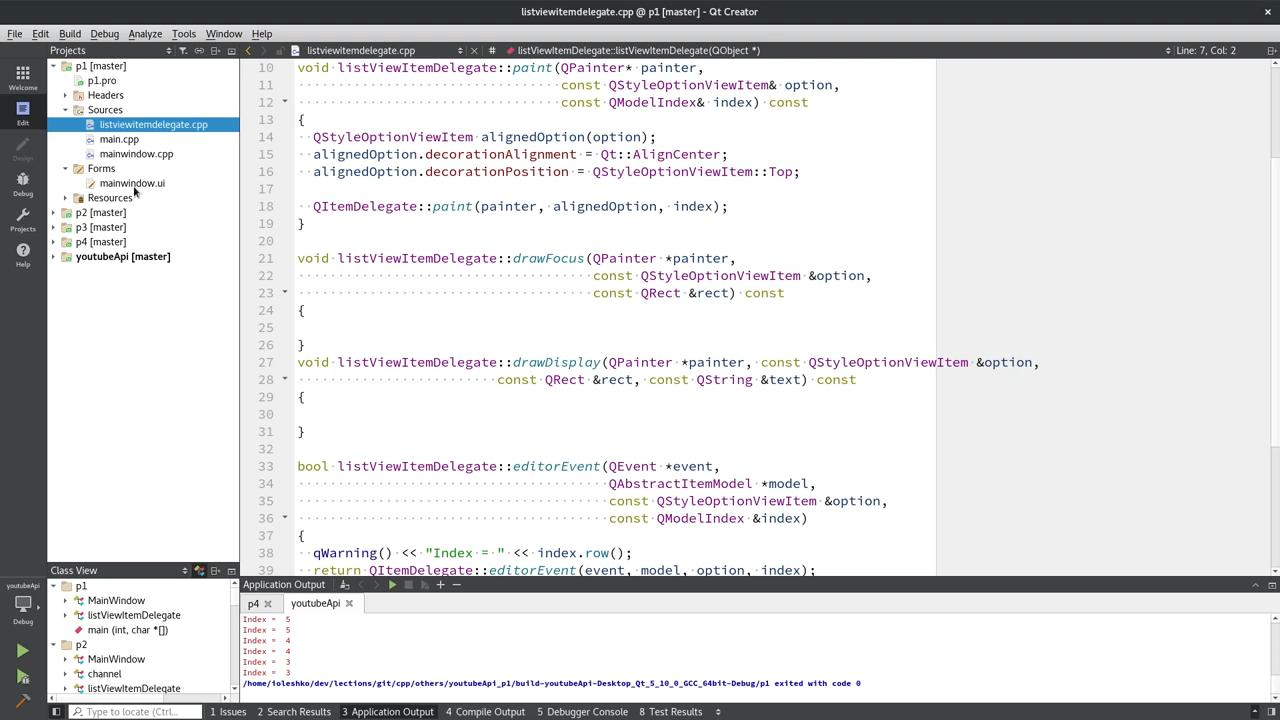 listviewitemdelegate.cpp @ p1 [master] - Qt Creator
File Edit Build Debug Analyze Tools Window Help
Projects
listviewitemdelegate.cpp
listViewItemDelegate::listViewItemDelegate(QObject *)
Line: 7, Col: 2
Welcome
Edit
Design
Debug
Projects
Help
p1 [master]
p1.pro
Headers
Sources
listviewitemdelegate.cpp
main.cpp
mainwindow.cpp
Forms
mainwindow.ui
Resources
p2 [master]
p3 [master]
p4 [master]
youtubeApi [master]
10 void listViewItemDelegate::paint(QPainter* painter,
11 const QStyleOptionViewItem& option,
12 const QModelIndex& index) const
13 {
14 QStyleOptionViewItem alignedOption(option);
15 alignedOption.decorationAlignment = Qt::AlignCenter;
16 alignedOption.decorationPosition = QStyleOptionViewItem::Top;
17
18 QItemDelegate::paint(painter, alignedOption, index);
19 }
20
21 void listViewItemDelegate::drawFocus(QPainter *painter,
22 const QStyleOptionViewItem &option,
23 const QRect &rect) const
24 {
25
26 }
27 void listViewItemDelegate::drawDisplay(QPainter *painter, const QStyleOptionViewItem &option,
28 const QRect &rect, const QString &text) const
29 {
30
31 }
32
33 bool listViewItemDelegate::editorEvent(QEvent *event,
34 QAbstractItemModel *model,
35 const QStyleOptionViewItem &option,
36 const QModelIndex &index)
37 {
38 qWarning() << "Index = " << index.row();
39 return QItemDelegate::editorEvent(event, model, option, index);
Class View
p1
MainWindow
listViewItemDelegate
main (int, char *[])
p2
MainWindow
channel
listViewItemDelegate
youtubeApi
Debug
Application Output
p4
youtubeApi
Index = 5
Index = 5
Index = 4
Index = 4
Index = 3
Index = 3
/home/ioleshko/dev/lections/git/cpp/others/youtubeApi_p1/build-youtubeApi-Desktop_Qt_5_10_0_GCC_64bit-Debug/p1 exited with code 0
Type to locate (Ctrl...
1 Issues 2 Search Results 3 Application Output 4 Compile Output 5 Debugger Console 8 Test Results